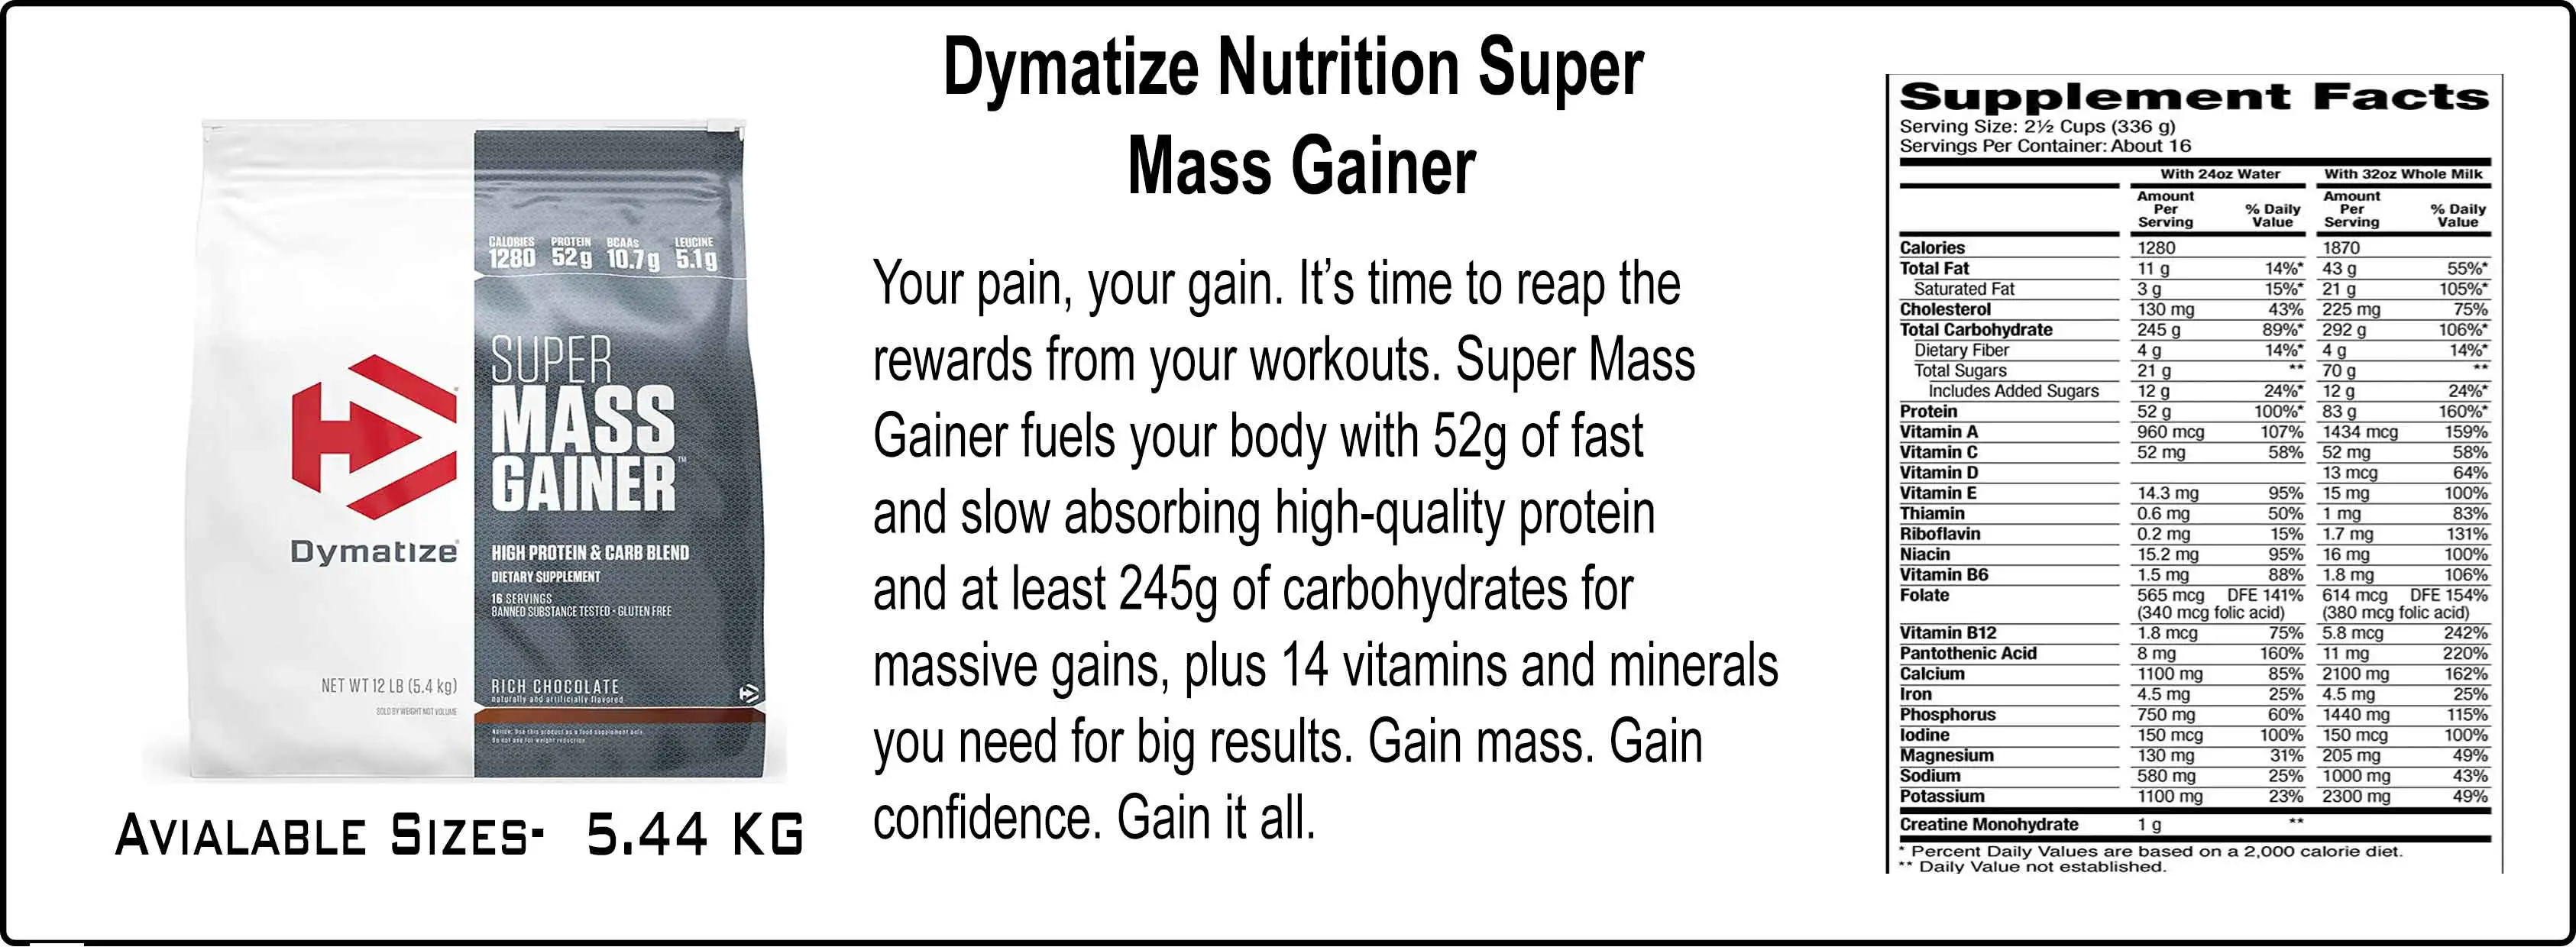 Dymatize Nutrition Super
Mass Gainer
CALORIES PROTEIN BCAAs LEUCINE
1280 52g 10.7g 5.1g
SUPER
MASS
GAINER™
Dymatize
HIGH PROTEIN & CARB BLEND
DIETARY SUPPLEMENT
16 SERVINGS
BANNED SUBSTANCE TESTED · GLUTEN FREE
NET WT 12 LB (5.4 kg)
SOLD BY WEIGHT NOT VOLUME
RICH CHOCOLATE
naturally and artificially flavored
Notice: Use this product as a food supplement only.
Do not use for weight reduction.
AVIALABLE SIZES- 5.44 KG
Your pain, your gain. It’s time to reap the
rewards from your workouts. Super Mass
Gainer fuels your body with 52g of fast
and slow absorbing high-quality protein
and at least 245g of carbohydrates for
massive gains, plus 14 vitamins and minerals
you need for big results. Gain mass. Gain
confidence. Gain it all.
Supplement Facts
Serving Size: 2½ Cups (336 g)
Servings Per Container: About 16
With 24oz Water With 32oz Whole Milk
Amount Per Serving % Daily Value Amount Per Serving % Daily Value
Calories 1280 1870
Total Fat 11 g 14%* 43 g 55%*
Saturated Fat 3 g 15%* 21 g 105%*
Cholesterol 130 mg 43% 225 mg 75%
Total Carbohydrate 245 g 89%* 292 g 106%*
Dietary Fiber 4 g 14%* 4 g 14%*
Total Sugars 21 g ** 70 g **
Includes Added Sugars 12 g 24%* 12 g 24%*
Protein 52 g 100%* 83 g 160%*
Vitamin A 960 mcg 107% 1434 mcg 159%
Vitamin C 52 mg 58% 52 mg 58%
Vitamin D 13 mcg 64%
Vitamin E 14.3 mg 95% 15 mg 100%
Thiamin 0.6 mg 50% 1 mg 83%
Riboflavin 0.2 mg 15% 1.7 mg 131%
Niacin 15.2 mg 95% 16 mg 100%
Vitamin B6 1.5 mg 88% 1.8 mg 106%
Folate 565 mcg DFE 141% 614 mcg DFE 154%
(340 mcg folic acid) (380 mcg folic acid)
Vitamin B12 1.8 mcg 75% 5.8 mcg 242%
Pantothenic Acid 8 mg 160% 11 mg 220%
Calcium 1100 mg 85% 2100 mg 162%
Iron 4.5 mg 25% 4.5 mg 25%
Phosphorus 750 mg 60% 1440 mg 115%
Iodine 150 mcg 100% 150 mcg 100%
Magnesium 130 mg 31% 205 mg 49%
Sodium 580 mg 25% 1000 mg 43%
Potassium 1100 mg 23% 2300 mg 49%
Creatine Monohydrate 1 g **
* Percent Daily Values are based on a 2,000 calorie diet.
** Daily Value not established.